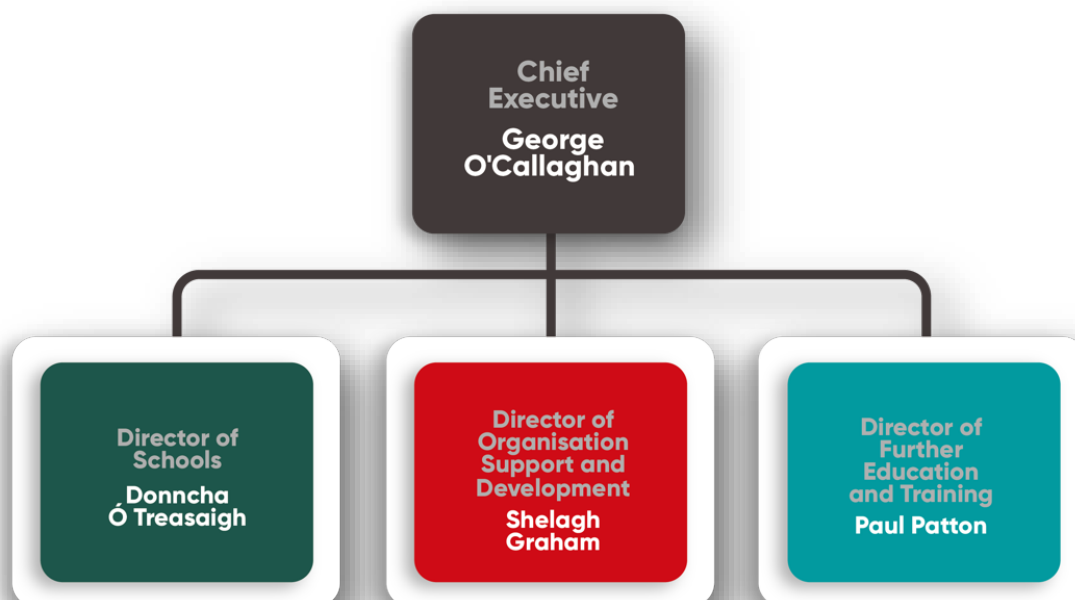 Chief
Executive
George
O'Callaghan
Director of
Schools
Donncha
Ó Treasaigh
Director of
Organisation
Support and
Development
Shelagh
Graham
Director of
Further
Education
and Training
Paul Patton